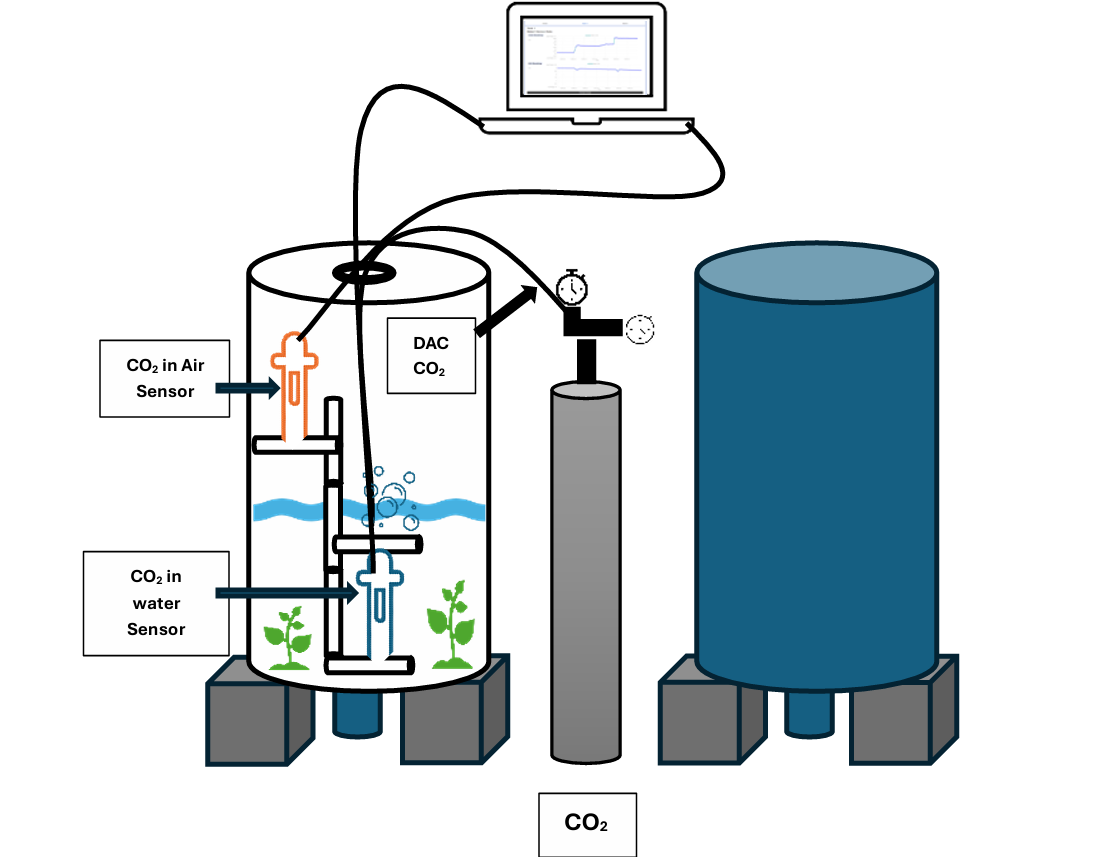 DAC
CO₂
CO₂ in Air
Sensor
CO₂ in
water
Sensor
CO₂